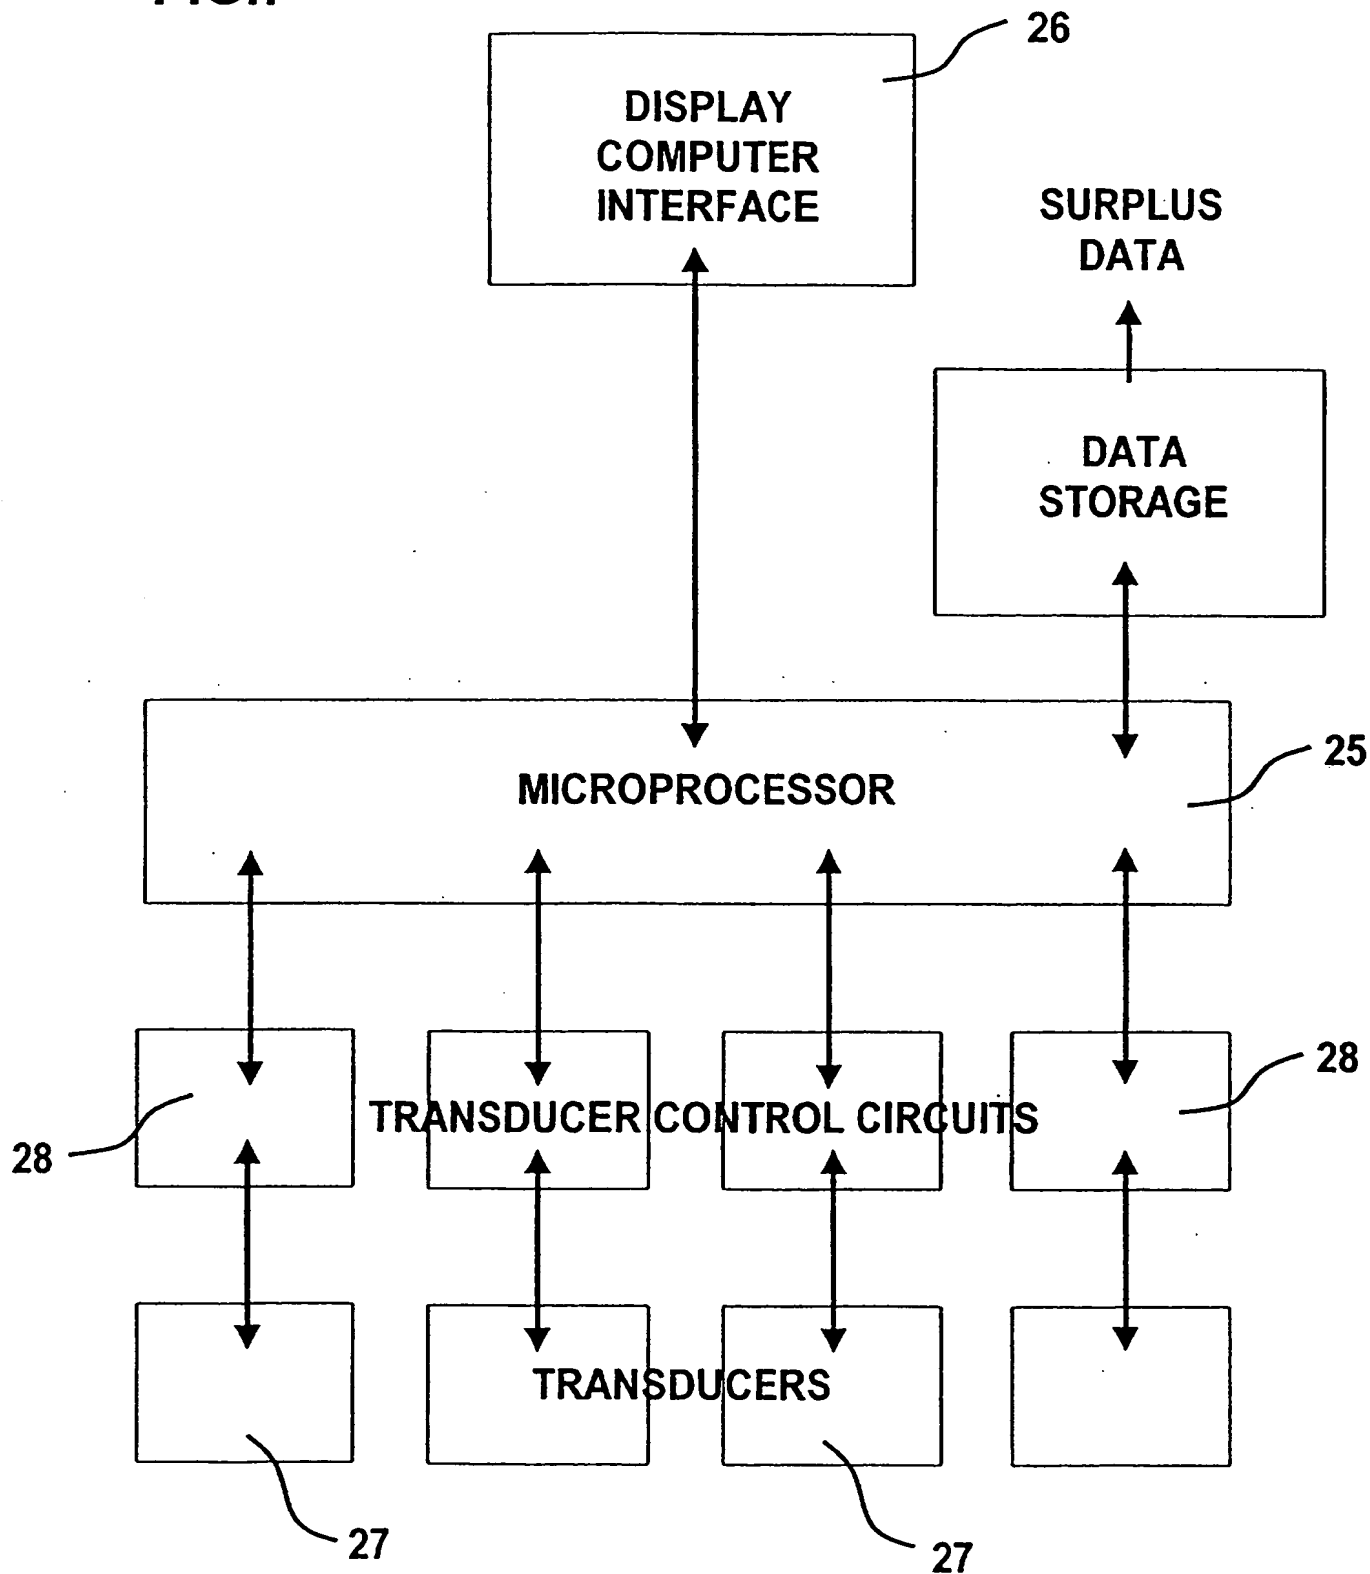 26
DISPLAY
COMPUTER
INTERFACE
SURPLUS
DATA
DATA
STORAGE
25
MICROPROCESSOR
28
TRANSDUCER CONTROL CIRCUITS
28
TRANSDUCERS
27
27